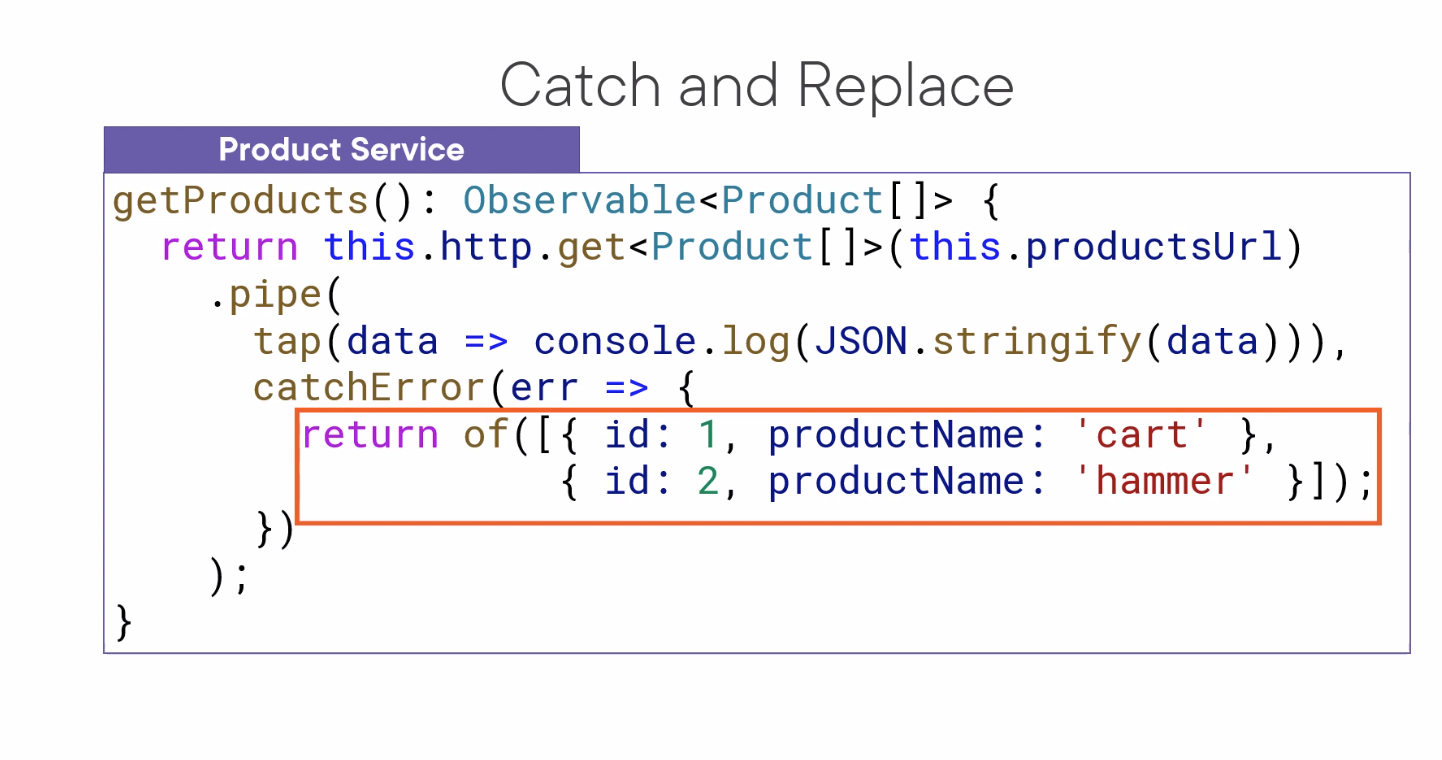 Catch and Replace
Product Service
getProducts(): Observable<Product[]> {
return this.http.get<Product[]>(this.productsUrl)
.pipe(
tap(data => console.log(JSON.stringify(data))),
catchError(err => {
return of([{ id: 1, productName: 'cart' },
{ id: 2, productName: 'hammer' }]);
})
);
}